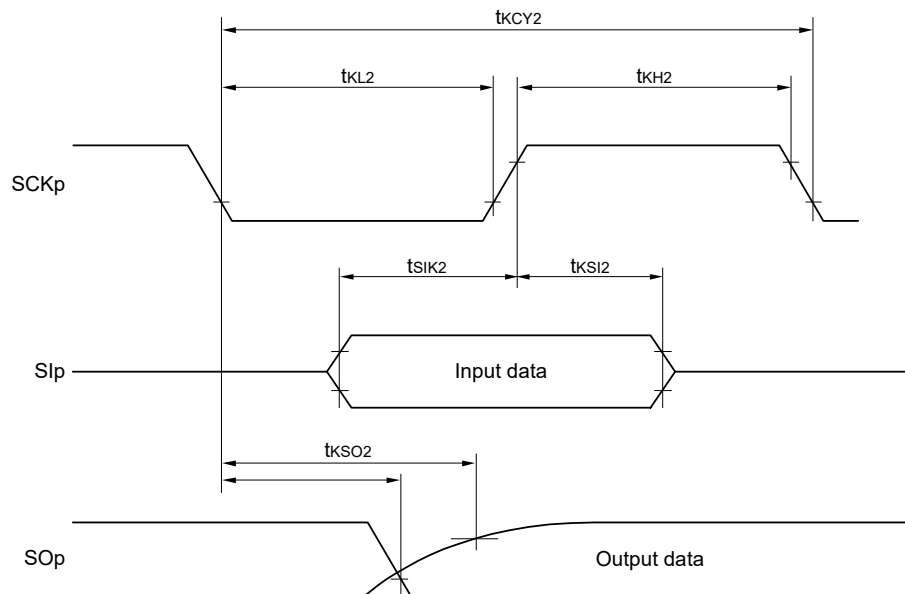 tKCY2
tKL2
tKH2
SCKp
tSIK2
tKSI2
SIp
Input data
tKSO2
SOp
Output data